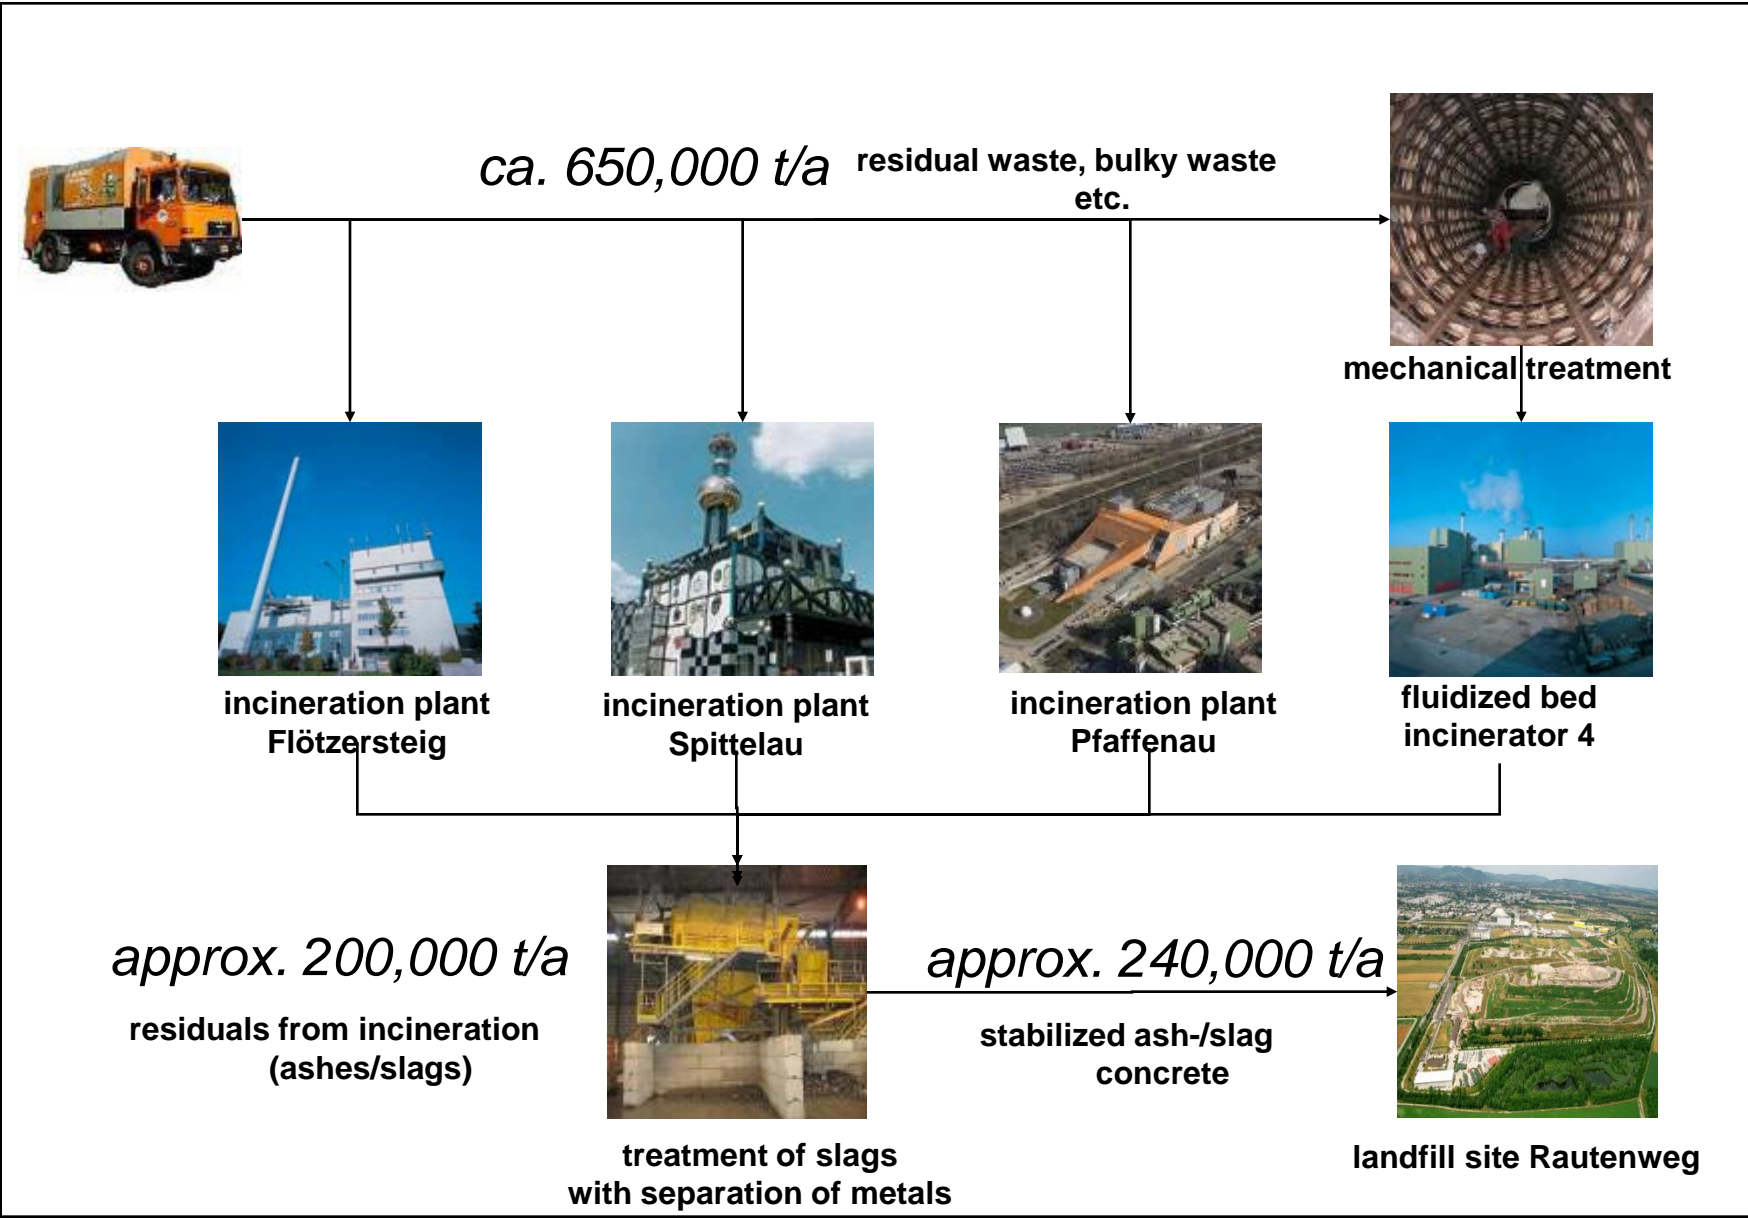 ca. 650,000 t/a
residual waste, bulky waste
etc.
mechanical treatment
incineration plant
Flötzersteig
incineration plant
Spittelau
incineration plant
Pfaffenau
fluidized bed
incinerator 4
approx. 200,000 t/a
residuals from incineration
(ashes/slags)
approx. 240,000 t/a
stabilized ash-/slag
concrete
treatment of slags
with separation of metals
landfill site Rautenweg